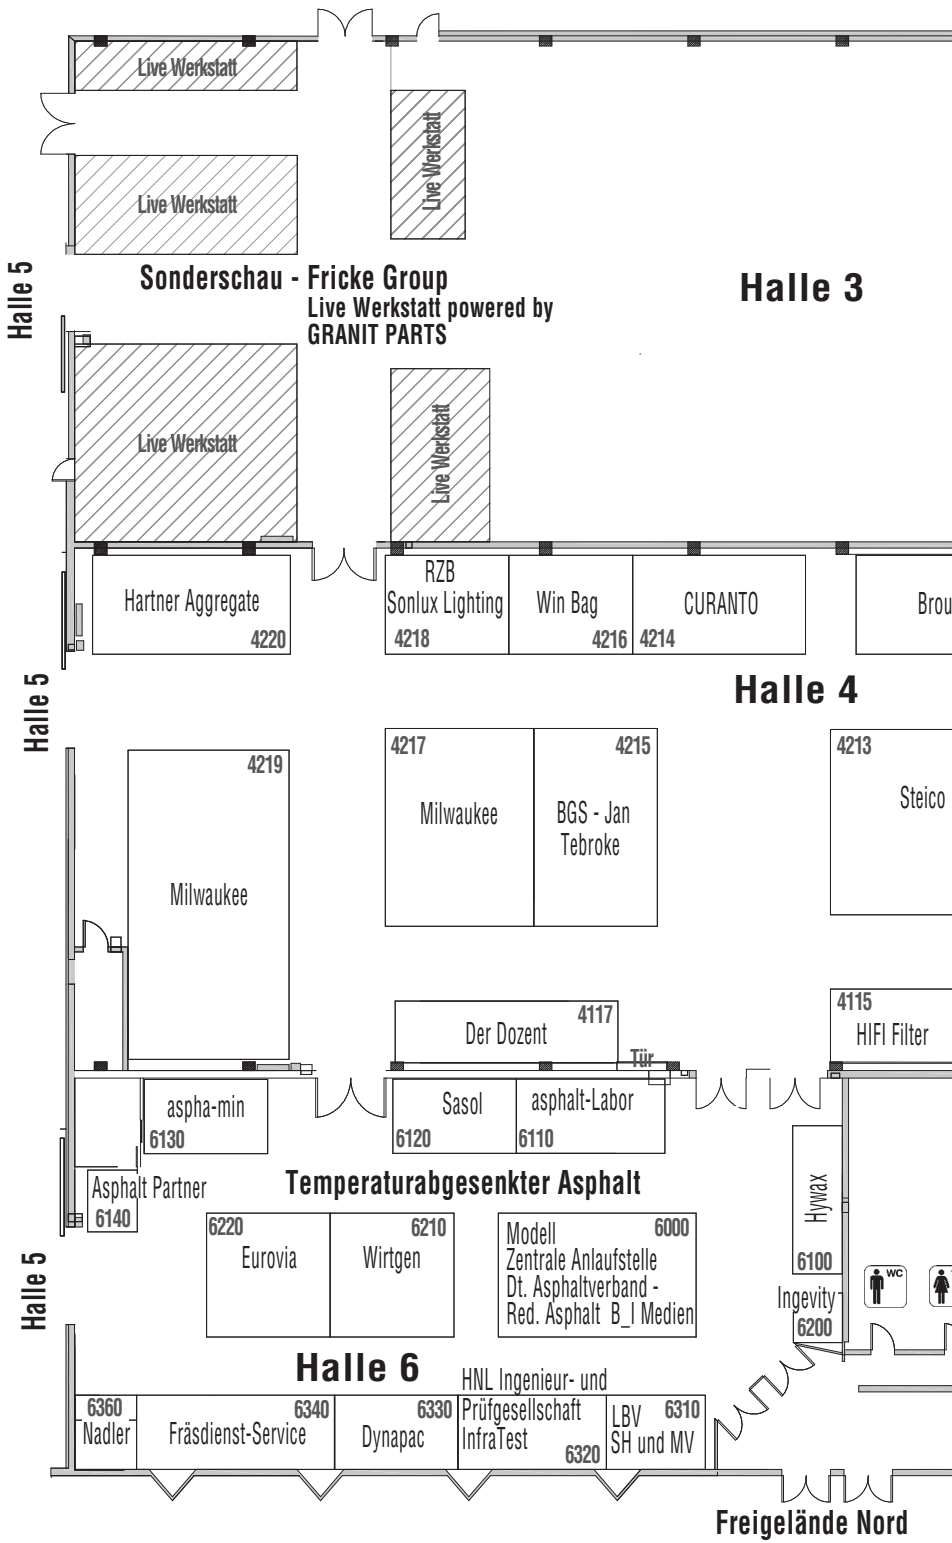 Live Werkstatt
Live Werkstatt
Live Werkstatt
Halle 5
Sonderschau - Fricke Group
Live Werkstatt powered by
GRANIT PARTS
Halle 3
Live Werkstatt
Live Werkstatt
Hartner Aggregate
4220
RZB
Sonlux Lighting
4218
Win Bag
4216
CURANTO
4214
Brou
Halle 5
Halle 4
4219
Milwaukee
4217
Milwaukee
4215
BGS - Jan
Tebroke
4213
Steico
4117
Der Dozent
4115
HIFI Filter
Tür
aspha-min
6130
Sasol
6120
asphalt-Labor
6110
Asphalt Partner
6140
Temperaturabgesenkter Asphalt
Hywax
6100
6220
Eurovia
6210
Wirtgen
6000
Modell
Zentrale Anlaufstelle
Dt. Asphaltverband -
Red. Asphalt B_I Medien
WC
Ingevity
6200
Halle 5
Halle 6
6360
Nadler
6340
Fräsdienst-Service
6330
Dynapac
HNL Ingenieur- und
Prüfgesellschaft
InfraTest
6320
6310
LBV
SH und MV
Freigelände Nord